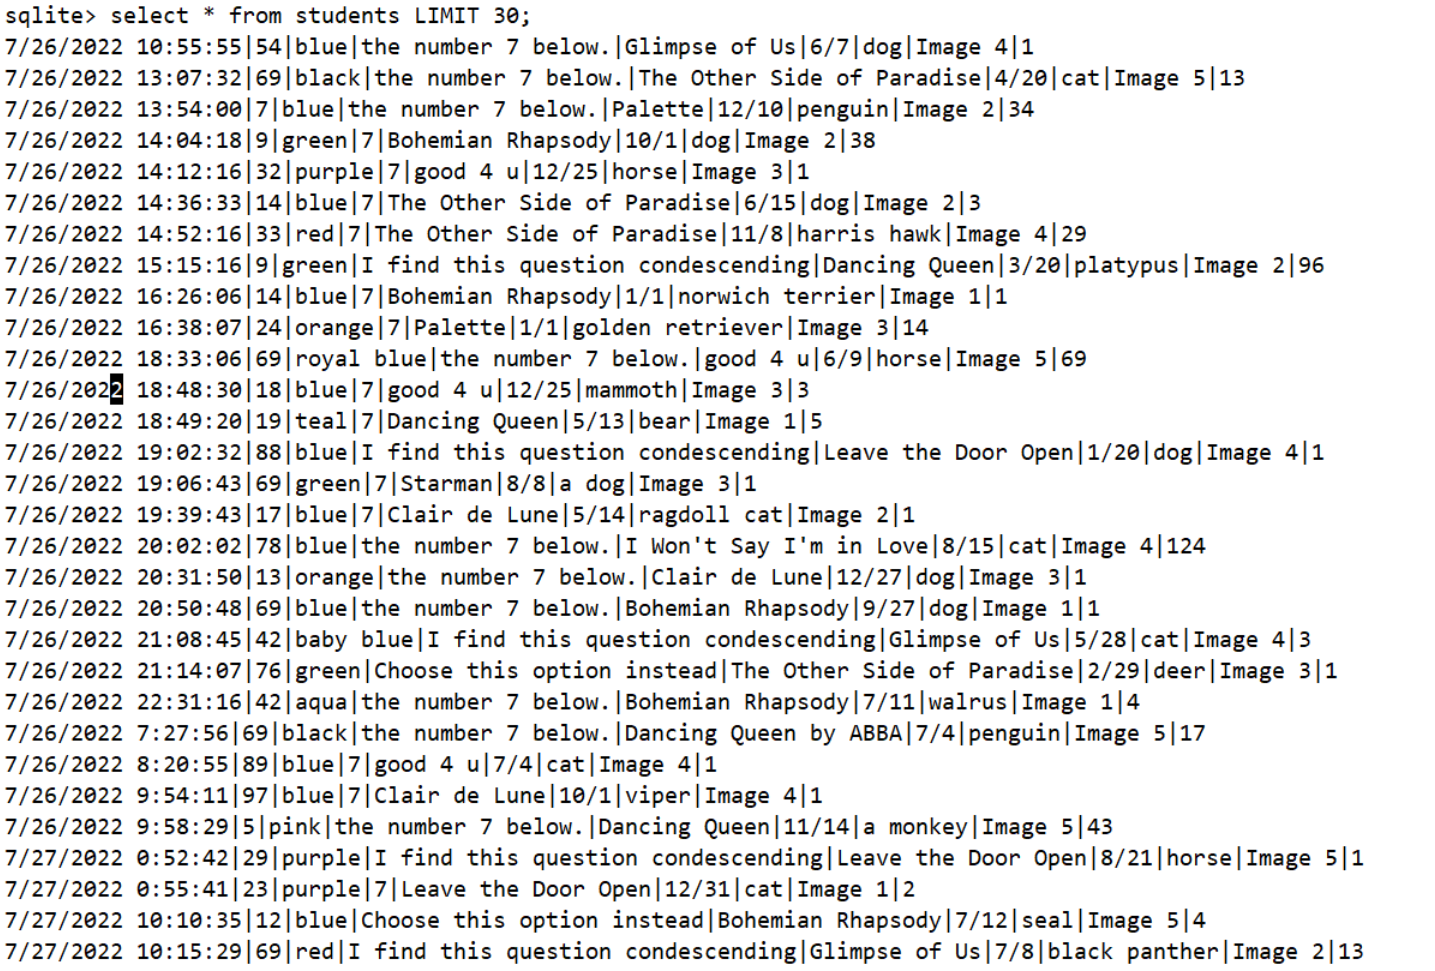 sqlite> select * from students LIMIT 30;
7/26/2022 10:55:55|54|blue|the number 7 below.|Glimpse of Us|6/7|dog|Image 4|1
7/26/2022 13:07:32|69|black|the number 7 below.|The Other Side of Paradise|4/20|cat|Image 5|13
7/26/2022 13:54:00|7|blue|the number 7 below.|Palette|12/10|penguin|Image 2|34
7/26/2022 14:04:18|9|green|7|Bohemian Rhapsody|10/1|dog|Image 2|38
7/26/2022 14:12:16|32|purple|7|good 4 u|12/25|horse|Image 3|1
7/26/2022 14:36:33|14|blue|7|The Other Side of Paradise|6/15|dog|Image 2|3
7/26/2022 14:52:16|33|red|7|The Other Side of Paradise|11/8|harris hawk|Image 4|29
7/26/2022 15:15:16|9|green|I find this question condescending|Dancing Queen|3/20|platypus|Image 2|96
7/26/2022 16:26:06|14|blue|7|Bohemian Rhapsody|1/1|norwich terrier|Image 1|1
7/26/2022 16:38:07|24|orange|7|Palette|1/1|golden retriever|Image 3|14
7/26/2022 18:33:06|69|royal blue|the number 7 below.|good 4 u|6/9|horse|Image 5|69
7/26/2022 18:48:30|18|blue|7|good 4 u|12/25|mammoth|Image 3|3
7/26/2022 18:49:20|19|teal|7|Dancing Queen|5/13|bear|Image 1|5
7/26/2022 19:02:32|88|blue|I find this question condescending|Leave the Door Open|1/20|dog|Image 4|1
7/26/2022 19:06:43|69|green|7|Starman|8/8|a dog|Image 3|1
7/26/2022 19:39:43|17|blue|7|Clair de Lune|5/14|ragdoll cat|Image 2|1
7/26/2022 20:02:02|78|blue|the number 7 below.|I Won't Say I'm in Love|8/15|cat|Image 4|124
7/26/2022 20:31:50|13|orange|the number 7 below.|Clair de Lune|12/27|dog|Image 3|1
7/26/2022 20:50:48|69|blue|the number 7 below.|Bohemian Rhapsody|9/27|dog|Image 1|1
7/26/2022 21:08:45|42|baby blue|I find this question condescending|Glimpse of Us|5/28|cat|Image 4|3
7/26/2022 21:14:07|76|green|Choose this option instead|The Other Side of Paradise|2/29|deer|Image 3|1
7/26/2022 22:31:16|42|aqua|the number 7 below.|Bohemian Rhapsody|7/11|walrus|Image 1|4
7/26/2022 7:27:56|69|black|the number 7 below.|Dancing Queen by ABBA|7/4|penguin|Image 5|17
7/26/2022 8:20:55|89|blue|7|good 4 u|7/4|cat|Image 4|1
7/26/2022 9:54:11|97|blue|7|Clair de Lune|10/1|viper|Image 4|1
7/26/2022 9:58:29|5|pink|the number 7 below.|Dancing Queen|11/14|a monkey|Image 5|43
7/27/2022 0:52:42|29|purple|I find this question condescending|Leave the Door Open|8/21|horse|Image 5|1
7/27/2022 0:55:41|23|purple|7|Leave the Door Open|12/31|cat|Image 1|2
7/27/2022 10:10:35|12|blue|Choose this option instead|Bohemian Rhapsody|7/12|seal|Image 5|4
7/27/2022 10:15:29|69|red|I find this question condescending|Glimpse of Us|7/8|black panther|Image 2|13